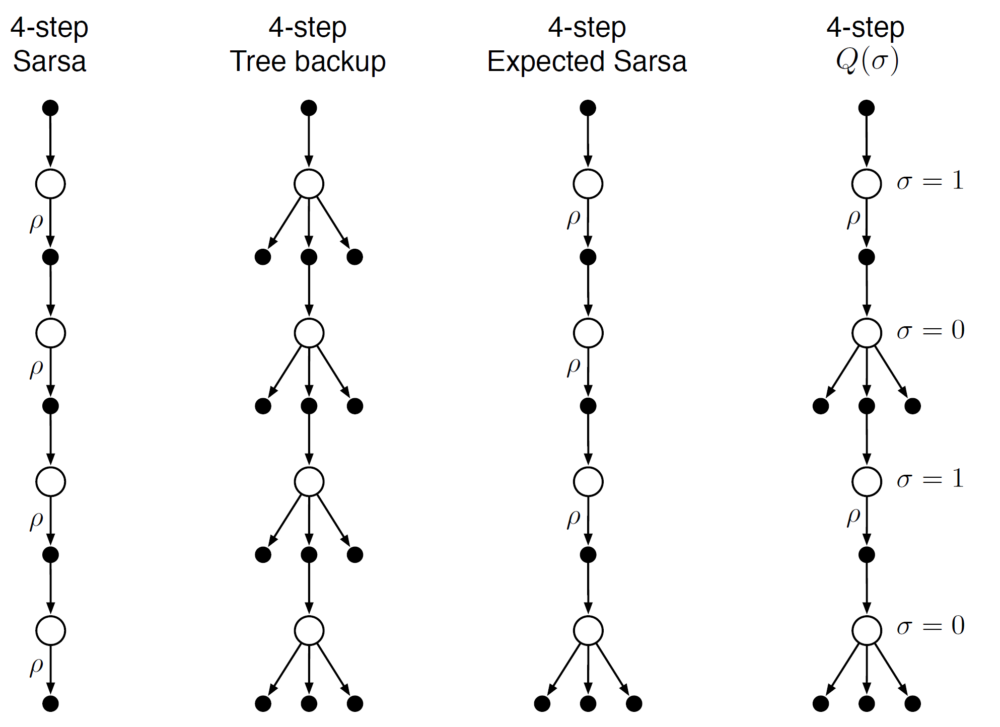 4-step
Sarsa
4-step
Tree backup
4-step
Expected Sarsa
4-step
Q(σ)
σ = 1
ρ
ρ
ρ
σ = 0
ρ
ρ
σ = 1
ρ
ρ
ρ
σ = 0
ρ